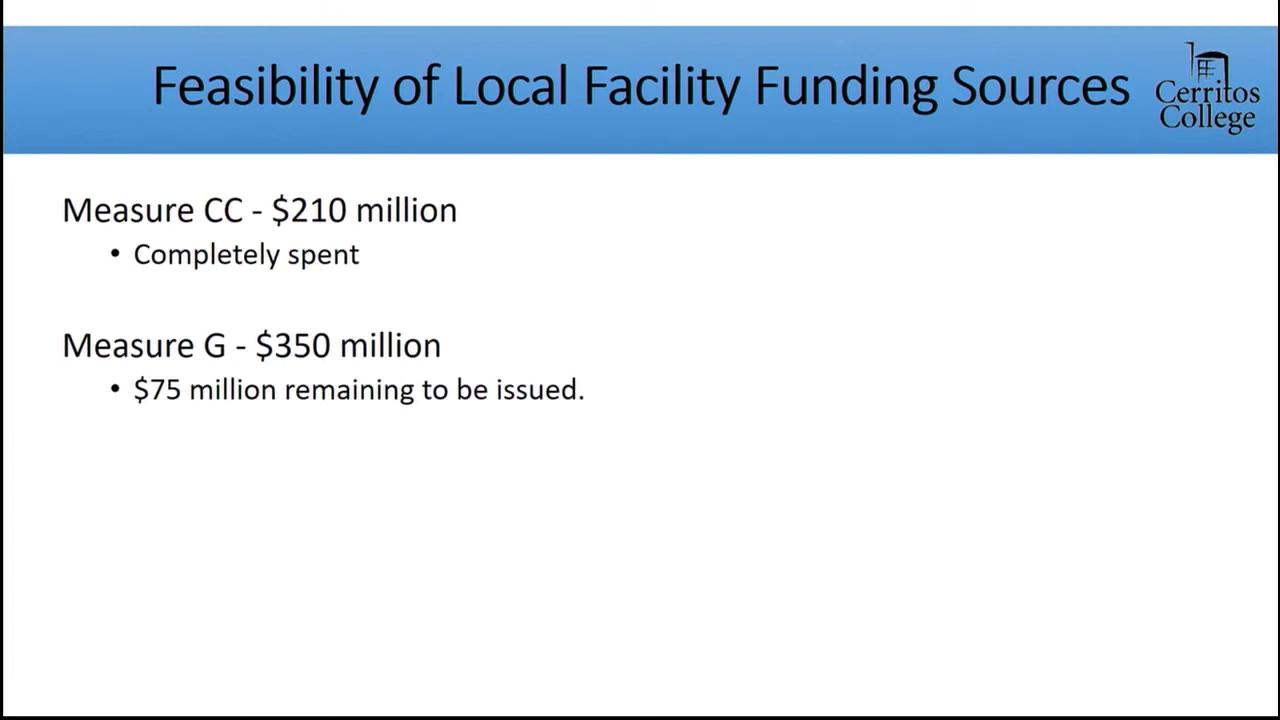 Feasibility of Local Facility Funding Sources
Cerritos
College
Measure CC - $210 million
• Completely spent
Measure G - $350 million
• $75 million remaining to be issued.